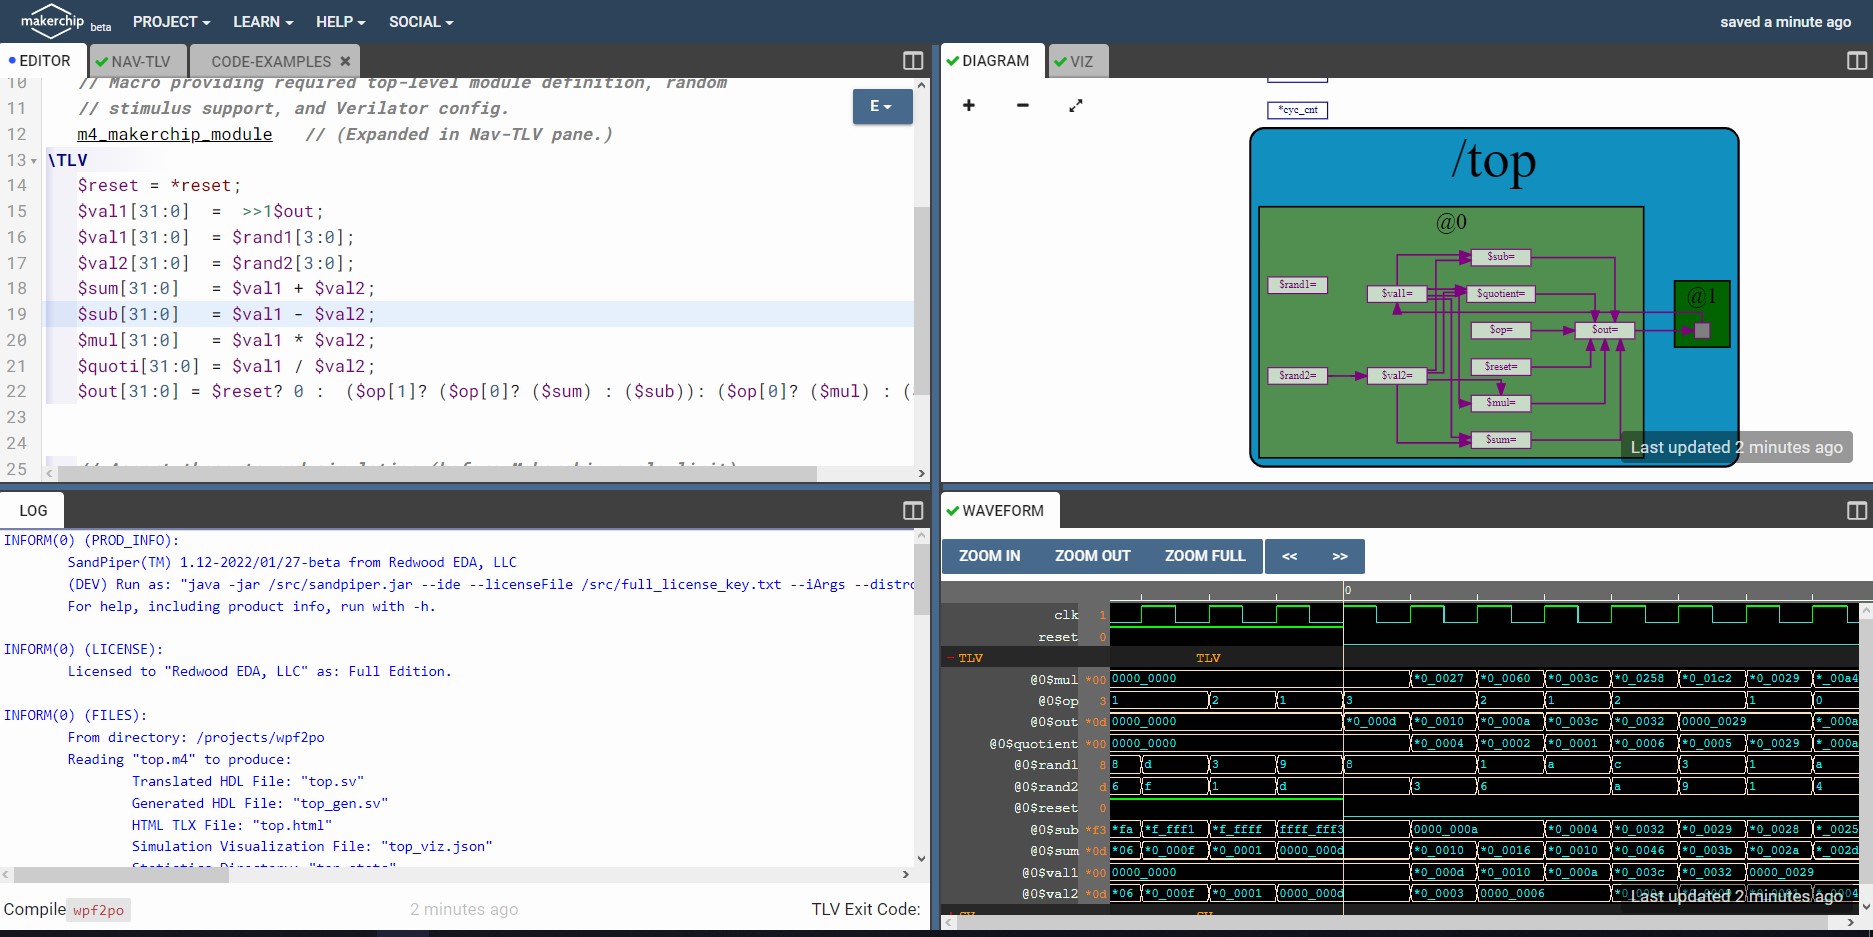 makerchip beta PROJECT LEARN HELP SOCIAL saved a minute ago
EDITOR NAV-TLV CODE-EXAMPLES
10 // Macro providing required top-level module definition, random
11 // stimulus support, and Verilator config.
12 m4_makerchip_module // (Expanded in Nav-TLV pane.)
13 \TLV
14 $reset = *reset;
15 $val1[31:0] = >>1$out;
16 $val1[31:0] = $rand1[3:0];
17 $val2[31:0] = $rand2[3:0];
18 $sum[31:0] = $val1 + $val2;
19 $sub[31:0] = $val1 - $val2;
20 $mul[31:0] = $val1 * $val2;
21 $quoti[31:0] = $val1 / $val2;
22 $out[31:0] = $reset? 0 : ($op[1]? ($op[0]? ($sum) : ($sub)): ($op[0]? ($mul) : (
23
24
25
E
DIAGRAM VIZ
*cyc_cnt
/top
@0
@1
$sub=
$rand1=
$val1=
$quotient=
$op=
$out=
$reset=
$rand2=
$val2=
$mul=
$sum=
Last updated 2 minutes ago
LOG
INFORM(0) (PROD_INFO):
SandPiper(TM) 1.12-2022/01/27-beta from Redwood EDA, LLC
(DEV) Run as: "java -jar /src/sandpiper.jar --ide --licenseFile /src/full_license_key.txt --iArgs --distro
For help, including product info, run with -h.
INFORM(0) (LICENSE):
Licensed to "Redwood EDA, LLC" as: Full Edition.
INFORM(0) (FILES):
From directory: /projects/wpf2po
Reading "top.m4" to produce:
Translated HDL File: "top.sv"
Generated HDL File: "top_gen.sv"
HTML TLX File: "top.html"
Simulation Visualization File: "top_viz.json"
Compile wpf2po 2 minutes ago TLV Exit Code:
WAVEFORM
ZOOM IN ZOOM OUT ZOOM FULL << >>
0
clk 1
reset 0
- TLV TLV
@0$mul *00 0000_0000 *0_0027 *0_0060 *0_003c *0_0258 *0_01c2 *0_0029 *_00a4
@0$op 3 1 2 1 3 2 1 2 1 0
@0$out *0d 0000_0000 *0_000d *0_0010 *0_000a *0_003c *0_0032 0000_0029 *_000a
@0$quotient *00 0000_0000 *0_0004 *0_0002 *0_0001 *0_0006 *0_0005 *0_0029 *_000a
@0$rand1 8 8 d 3 9 8 1 a c 3 1 a
@0$rand2 d 6 f 1 d 3 6 a 9 1 4
@0$reset 0
@0$sub *f3 *fa *f_fff1 *f_ffff ffff_fff3 0000_000a *0_0004 *0_0032 *0_0029 *0_0028 *_0025
@0$sum *0d *06 *0_000f *0_0001 0000_000d *0_0010 *0_0016 *0_0010 *0_0046 *0_003b *0_002a *_002d
@0$val1 *00 0000_0000 *0_000d *0_0010 *0_000a *0_003c *0_0032 0000_0029
@0$val2 *0d *06 *0_000f *0_0001 0000_000d *0_0003 0000_0006
Last updated 2 minutes ago